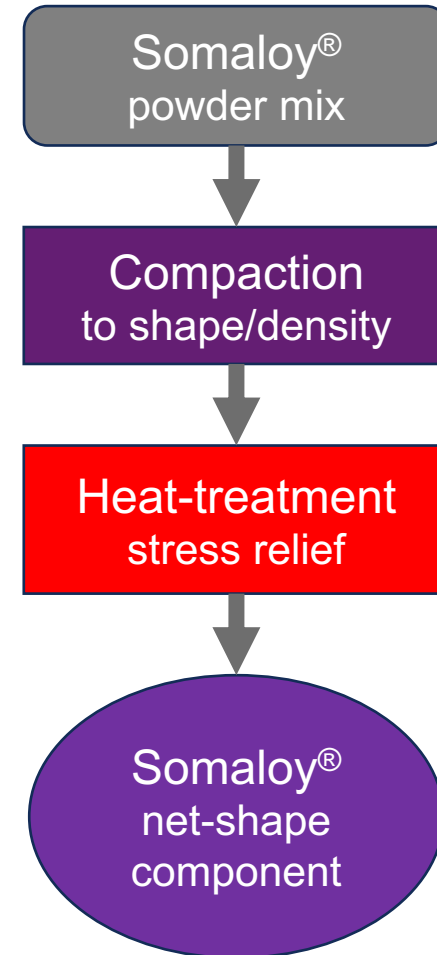 Somaloy®
powder mix
Compaction
to shape/density
Heat-treatment
stress relief
Somaloy®
net-shape
component